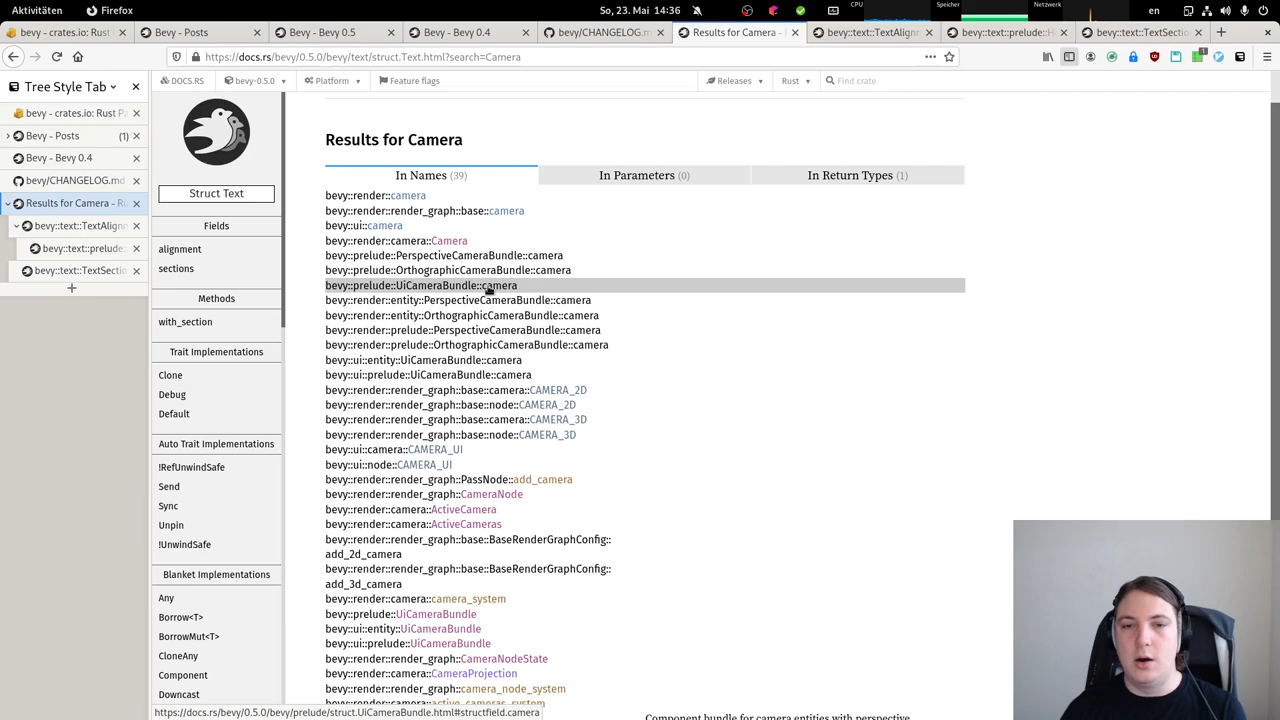 Aktivitäten
Firefox
So, 23. Mai 14:36
CPU
Speicher
Netzwerk
en
bevy - crates.io: Rust
Bevy - Posts
Bevy - Bevy 0.5
Bevy - Bevy 0.4
bevy/CHANGELOG.m
Results for Camera -
bevy::text::TextAlignn
bevy::text::prelude::H
bevy::text::TextSectio
https://docs.rs/bevy/0.5.0/bevy/text/struct.Text.html?search=Camera
Tree Style Tab
bevy - crates.io: Rust Pa
Bevy - Posts (1)
Bevy - Bevy 0.4
bevy/CHANGELOG.md
Results for Camera - Ru
bevy::text::TextAlign
bevy::text::prelude:
bevy::text::TextSectio
DOCS.RS
bevy-0.5.0
Platform
Feature flags
Releases
Rust
Find crate
Struct Text
Fields
alignment
sections
Methods
with_section
Trait Implementations
Clone
Debug
Default
Auto Trait Implementations
!RefUnwindSafe
Send
Sync
Unpin
!UnwindSafe
Blanket Implementations
Any
Borrow<T>
BorrowMut<T>
CloneAny
Component
Downcast
Results for Camera
In Names (39)
In Parameters (0)
In Return Types (1)
bevy::render::camera
bevy::render::render_graph::base::camera
bevy::ui::camera
bevy::render::camera::Camera
bevy::prelude::PerspectiveCameraBundle::camera
bevy::prelude::OrthographicCameraBundle::camera
bevy::prelude::UiCameraBundle::camera
bevy::render::entity::PerspectiveCameraBundle::camera
bevy::render::entity::OrthographicCameraBundle::camera
bevy::render::prelude::PerspectiveCameraBundle::camera
bevy::render::prelude::OrthographicCameraBundle::camera
bevy::ui::entity::UiCameraBundle::camera
bevy::ui::prelude::UiCameraBundle::camera
bevy::render::render_graph::base::camera::CAMERA_2D
bevy::render::render_graph::base::node::CAMERA_2D
bevy::render::render_graph::base::camera::CAMERA_3D
bevy::render::render_graph::base::node::CAMERA_3D
bevy::ui::camera::CAMERA_UI
bevy::ui::node::CAMERA_UI
bevy::render::render_graph::PassNode::add_camera
bevy::render::render_graph::CameraNode
bevy::render::camera::ActiveCamera
bevy::render::camera::ActiveCameras
bevy::render::render_graph::base::BaseRenderGraphConfig::
add_2d_camera
bevy::render::render_graph::base::BaseRenderGraphConfig::
add_3d_camera
bevy::render::camera::camera_system
bevy::prelude::UiCameraBundle
bevy::ui::entity::UiCameraBundle
bevy::ui::prelude::UiCameraBundle
bevy::render::render_graph::CameraNodeState
bevy::render::camera::CameraProjection
bevy::render::render_graph::camera_node_system
bevy::render::camera::active_cameras_system
Component bundle for camera entities with perspective
https://docs.rs/bevy/0.5.0/bevy/prelude/struct.UiCameraBundle.html#structfield.camera